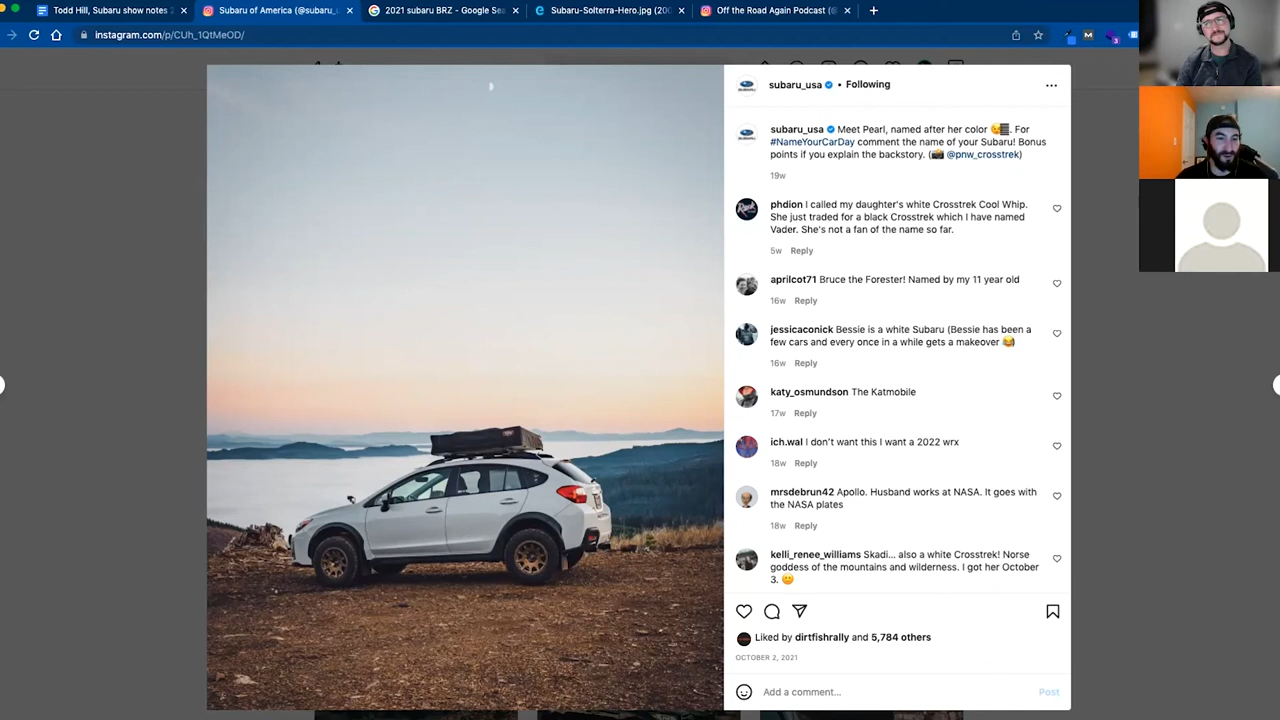 Todd Hill, Subaru show notes 2
Subaru of America (@subaru_u
2021 subaru BRZ - Google Sea
Subaru-Solterra-Hero.jpg (200
Off the Road Again Podcast (@
instagram.com/p/CUh_1QtMeOD/
subaru_usa • Following
subaru_usa Meet Pearl, named after her color 😘. For
#NameYourCarDay comment the name of your Subaru! Bonus
points if you explain the backstory. (📸 @pnw_crosstrek)
19w
phdion I called my daughter's white Crosstrek Cool Whip.
She just traded for a black Crosstrek which I have named
Vader. She's not a fan of the name so far.
5w Reply
aprilcot71 Bruce the Forester! Named by my 11 year old
16w Reply
jessicaconick Bessie is a white Subaru (Bessie has been a
few cars and every once in a while gets a makeover 😂
16w Reply
katy_osmundson The Katmobile
17w Reply
ich.wal I don't want this I want a 2022 wrx
18w Reply
mrsdebrun42 Apollo. Husband works at NASA. It goes with
the NASA plates
18w Reply
kelli_renee_williams Skadi... also a white Crosstrek! Norse
goddess of the mountains and wilderness. I got her October
3. 😊
Liked by dirtfishrally and 5,784 others
OCTOBER 2, 2021
Add a comment...
Post